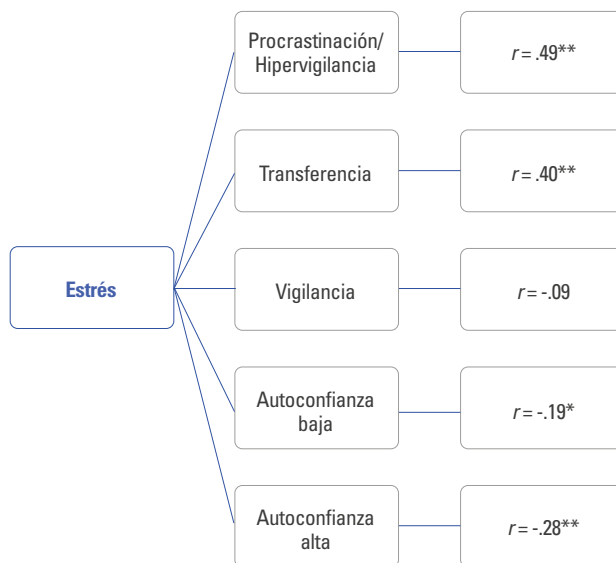 Procrastinación/
Hipervigilancia
r = .49**
Transferencia
r = .40**
Estrés
Vigilancia
r = -.09
Autoconfianza
baja
r = -.19*
Autoconfianza
alta
r = -.28**